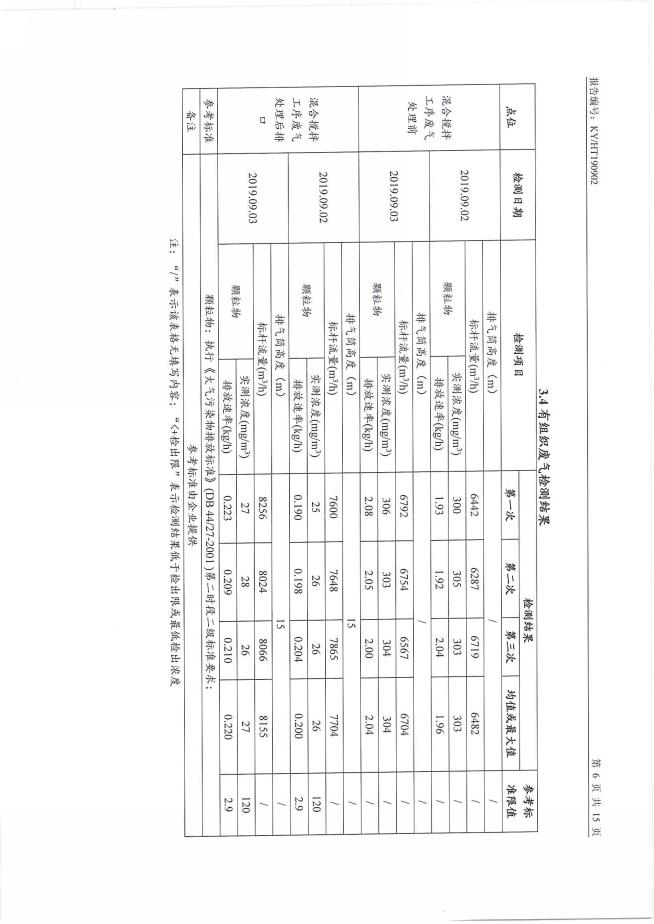 报告编号：KY/HT190902 第 6 页 共 15 页
3.4 有组织废气检测结果
点位 检测日期 检测项目 检测结果 参考标准限值
第一次 第二次 第三次 均值或最大值
混合搅拌工序废气处理前 2019.09.02 排气筒高度（m） / /
标杆流量(m³/h) 6442 6287 6719 6482 /
颗粒物 实测浓度(mg/m³) 300 305 303 303 /
排放速率(kg/h) 1.93 1.92 2.04 1.96 /
2019.09.03 排气筒高度（m） / /
标杆流量(m³/h) 6792 6754 6567 6704 /
颗粒物 实测浓度(mg/m³) 306 303 304 304 /
排放速率(kg/h) 2.08 2.05 2.00 2.04 /
混合搅拌工序废气处理后排口 2019.09.02 排气筒高度（m） 15 /
标杆流量(m³/h) 7600 7648 7865 7704 /
颗粒物 实测浓度(mg/m³) 25 26 26 26 120
排放速率(kg/h) 0.190 0.198 0.204 0.200 2.9
2019.09.03 排气筒高度（m） 15 /
标杆流量(m³/h) 8256 8024 8066 8155 /
颗粒物 实测浓度(mg/m³) 27 28 26 27 120
排放速率(kg/h) 0.223 0.209 0.210 0.220 2.9
参考标准 颗粒物：执行《大气污染物排放标准》(DB 44/27-2001)第二时段二级标准要求；
备注 参考标准由企业提供
注：“/”表示该表格无填写内容；“<+检出限”表示检测结果低于检出限或最低检出浓度